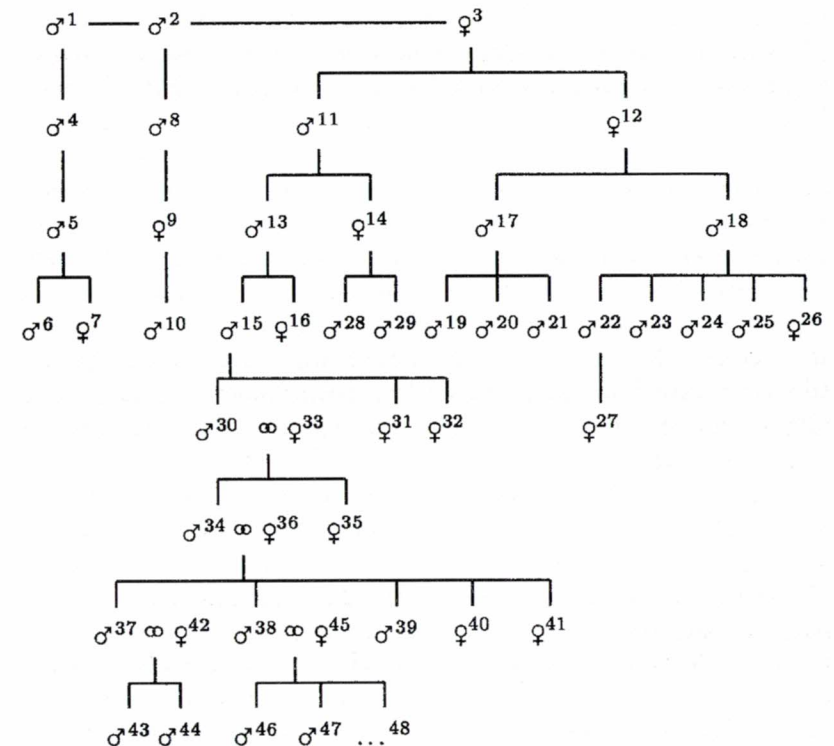 ♂1 ♂2 ♀3
♂4 ♂8 ♂11 ♀12
♂5 ♀9 ♂13 ♀14 ♂17 ♂18
♂6 ♀7 ♂10 ♂15 ♀16 ♂28 ♂29 ♂19 ♂20 ♂21 ♂22 ♂23 ♂24 ♂25 ♀26
♂30 ⚭ ♀33 ♀31 ♀32 ♀27
♂34 ⚭ ♀36 ♀35
♂37 ⚭ ♀42 ♂38 ⚭ ♀45 ♂39 ♀40 ♀41
♂43 ♂44 ♂46 ♂47 ...48